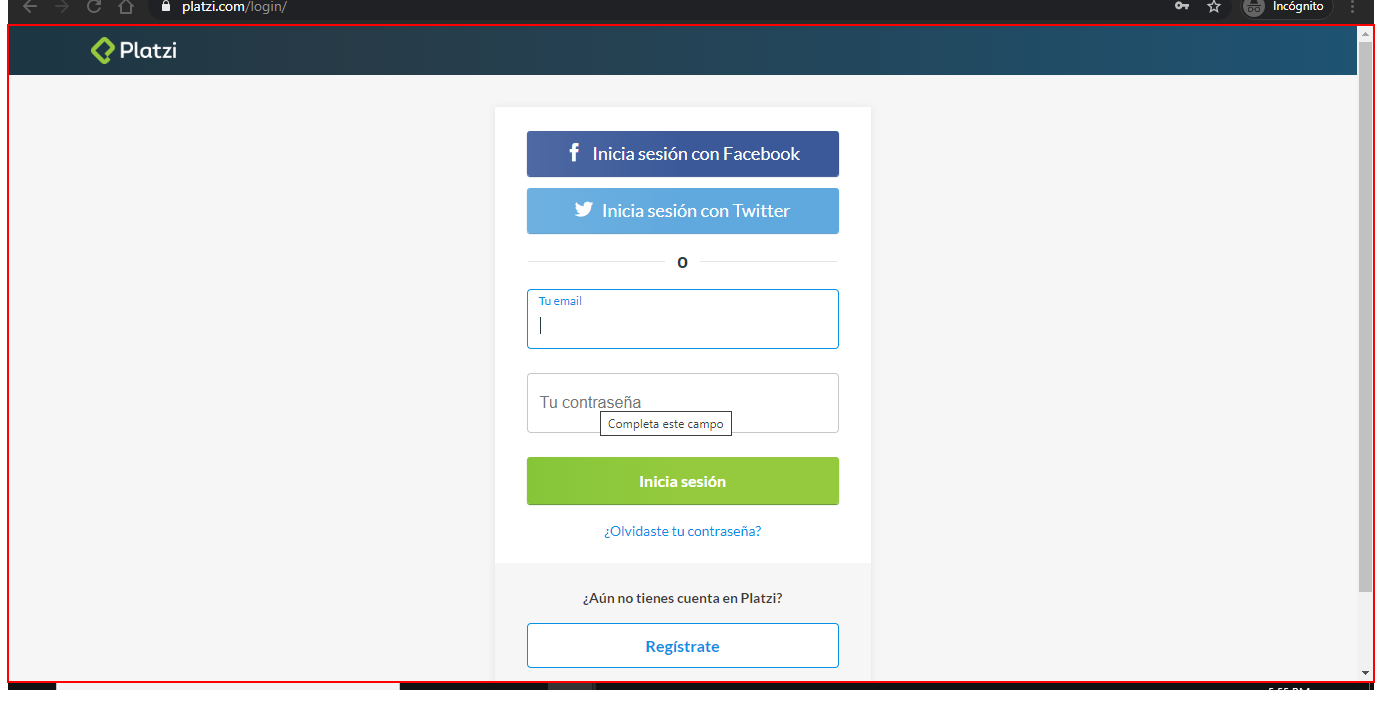 platzi.com/login/
Incógnito
Platzi
Inicia sesión con Facebook
Inicia sesión con Twitter
O
Tu email
Tu contraseña
Completa este campo
Inicia sesión
¿Olvidaste tu contraseña?
¿Aún no tienes cuenta en Platzi?
Regístrate